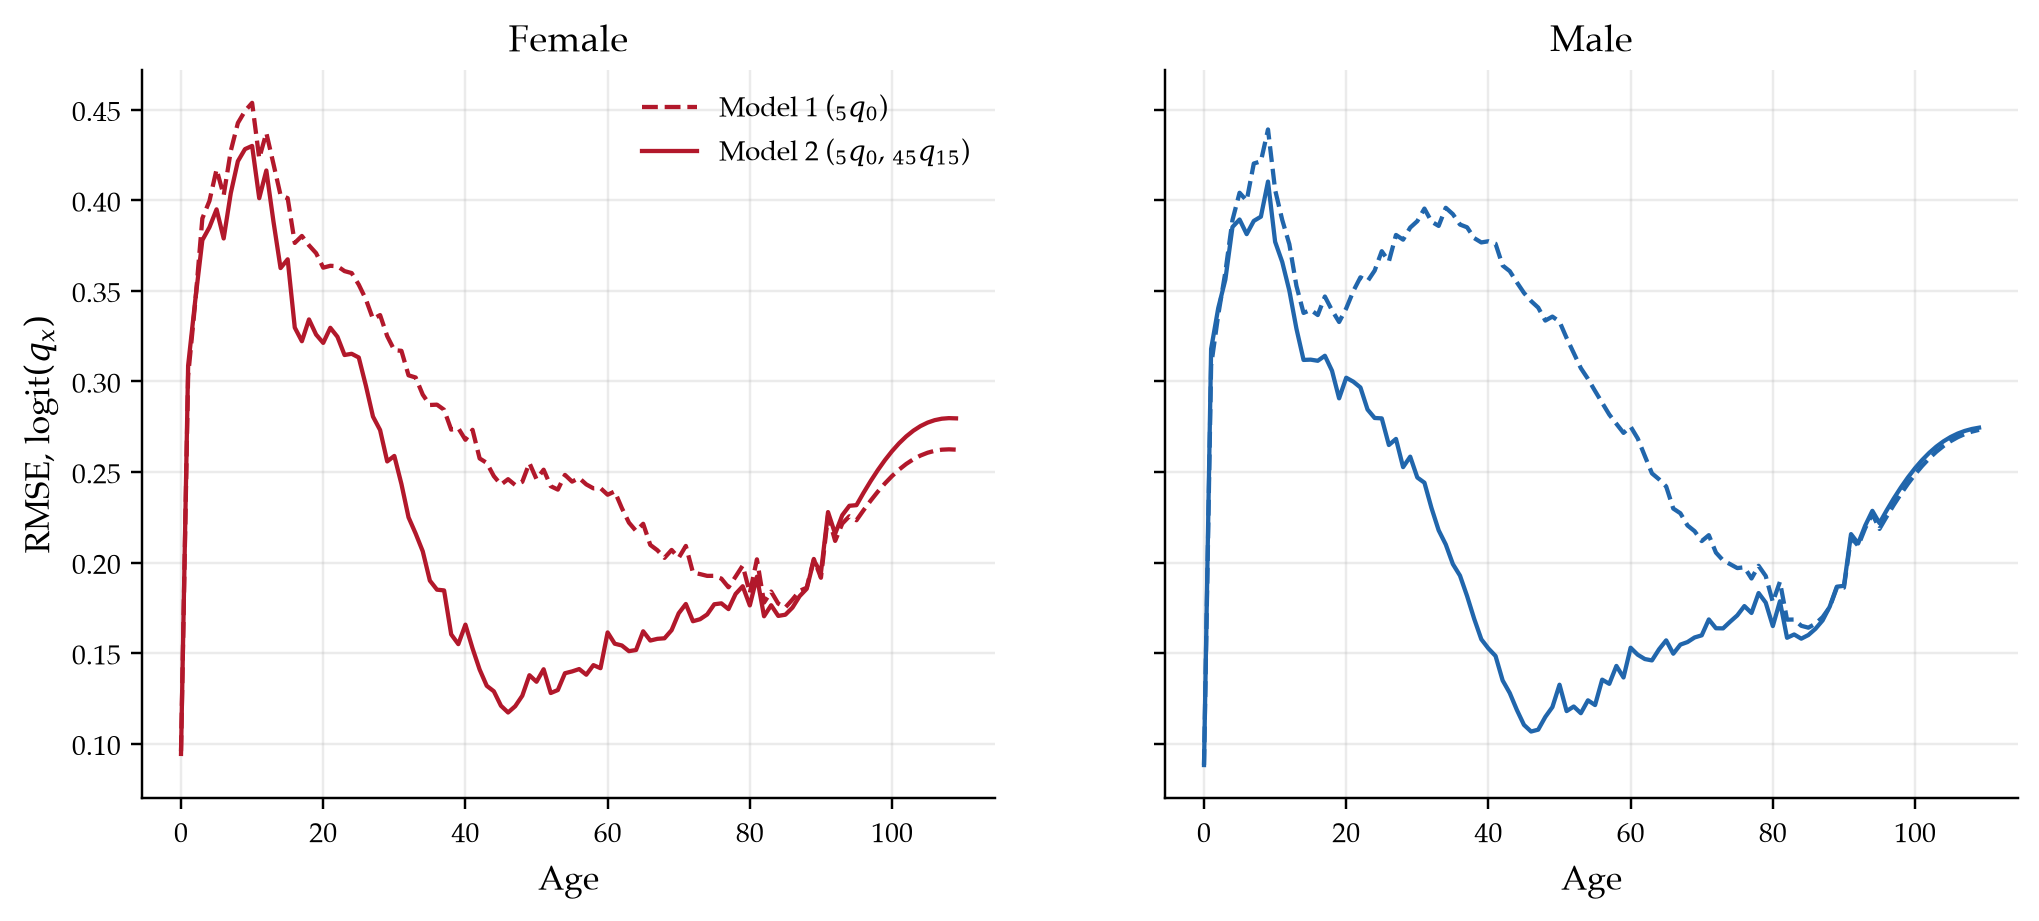 Female
Male
Model 1 (₅q₀)
Model 2 (₅q₀, ₄₅q₁₅)
RMSE, logit(qₓ)
0.45
0.40
0.35
0.30
0.25
0.20
0.15
0.10
0 20 40 60 80 100
0 20 40 60 80 100
Age
Age